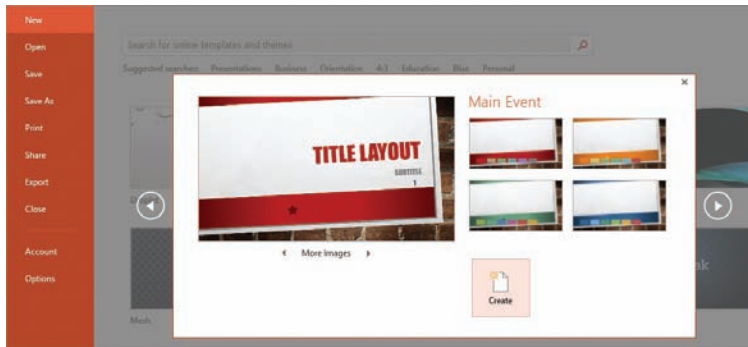 New
Open
Save
Save As
Print
Share
Export
Close
Account
Options
Search for online templates and themes
Suggested searches: Presentations Business Orientation 4:3 Education Blue Personal
Main Event
TITLE LAYOUT
SUBTITLE
1
More Images
Create
Mesh